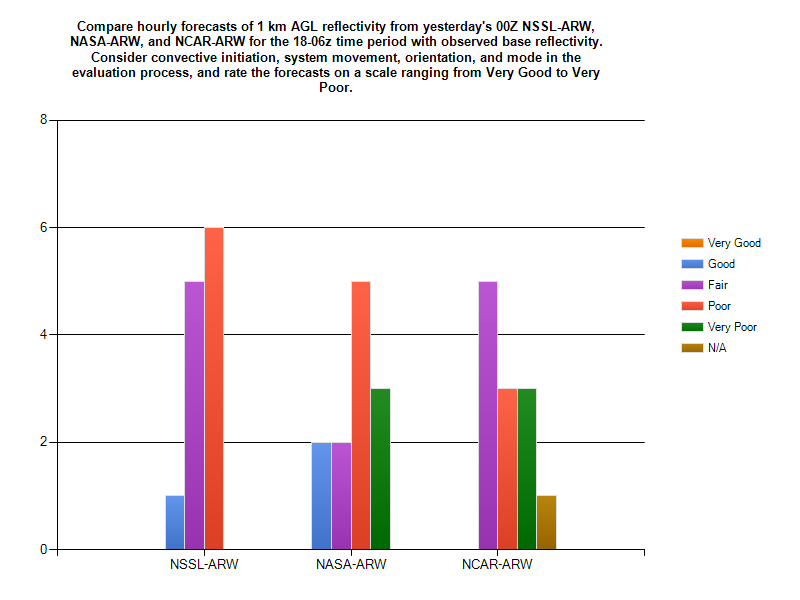 Compare hourly forecasts of 1 km AGL reflectivity from yesterday's 00Z NSSL-ARW,
NASA-ARW, and NCAR-ARW for the 18-06z time period with observed base reflectivity.
Consider convective initiation, system movement, orientation, and mode in the
evaluation process, and rate the forecasts on a scale ranging from Very Good to Very
Poor.
8
6
4
2
0
NSSL-ARW
NASA-ARW
NCAR-ARW
Very Good
Good
Fair
Poor
Very Poor
N/A